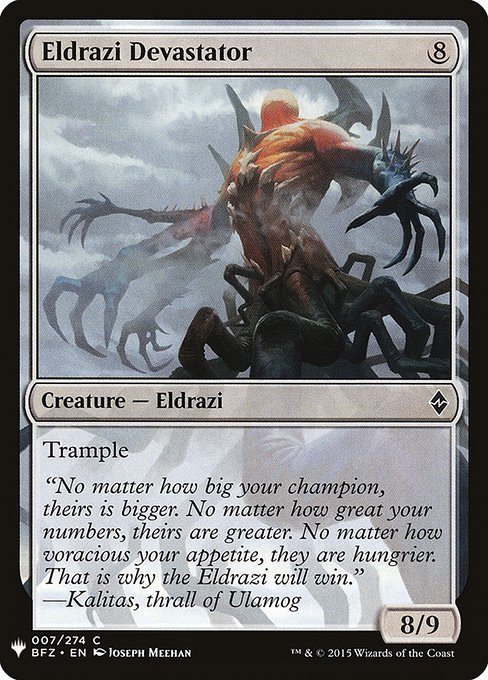 Eldrazi Devastator 8
Creature — Eldrazi
Trample
“No matter how big your champion,
theirs is bigger. No matter how great your
numbers, theirs are greater. No matter how
voracious your appetite, they are hungrier.
That is why the Eldrazi will win.”
—Kalitas, thrall of Ulamog
8/9
007/274 C
BFZ • EN JOSEPH MEEHAN
™ & © 2015 Wizards of the Coast